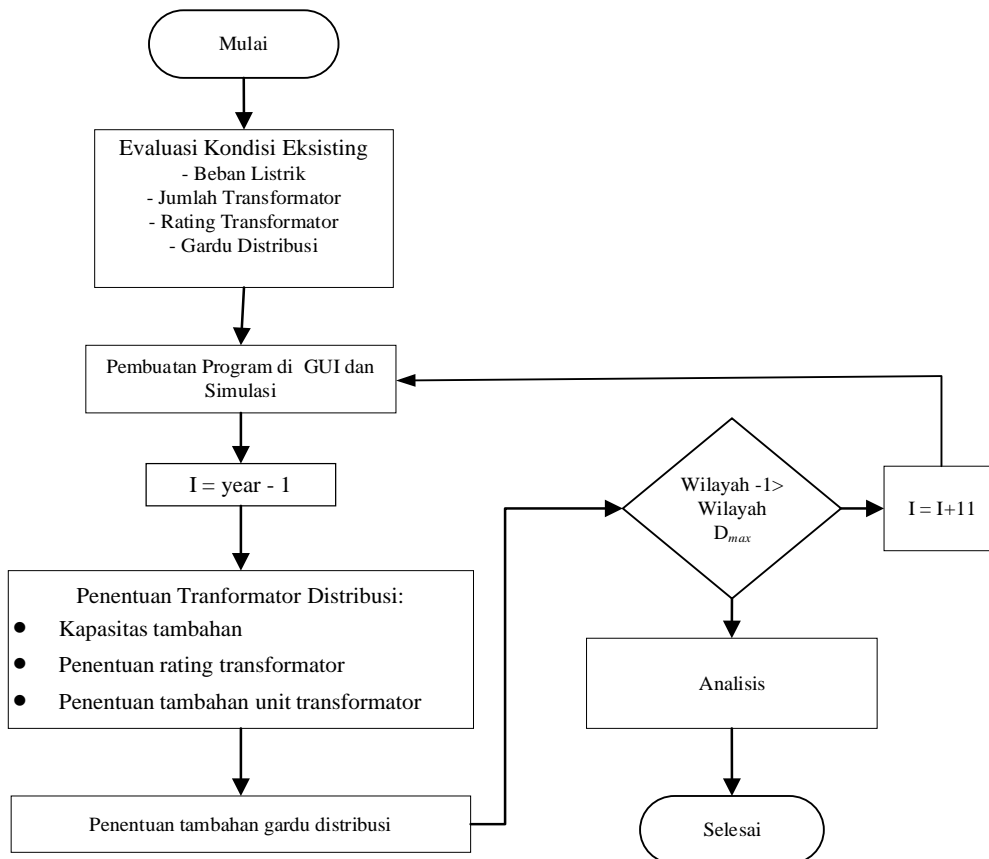 Mulai
Evaluasi Kondisi Eksisting
- Beban Listrik
- Jumlah Transformator
- Rating Transformator
- Gardu Distribusi
Pembuatan Program di GUI dan
Simulasi
I = year - 1
Penentuan Tranformator Distribusi:
● Kapasitas tambahan
● Penentuan rating transformator
● Penentuan tambahan unit transformator
Penentuan tambahan gardu distribusi
Wilayah -1>
Wilayah
Dmax
I = I+11
Analisis
Selesai